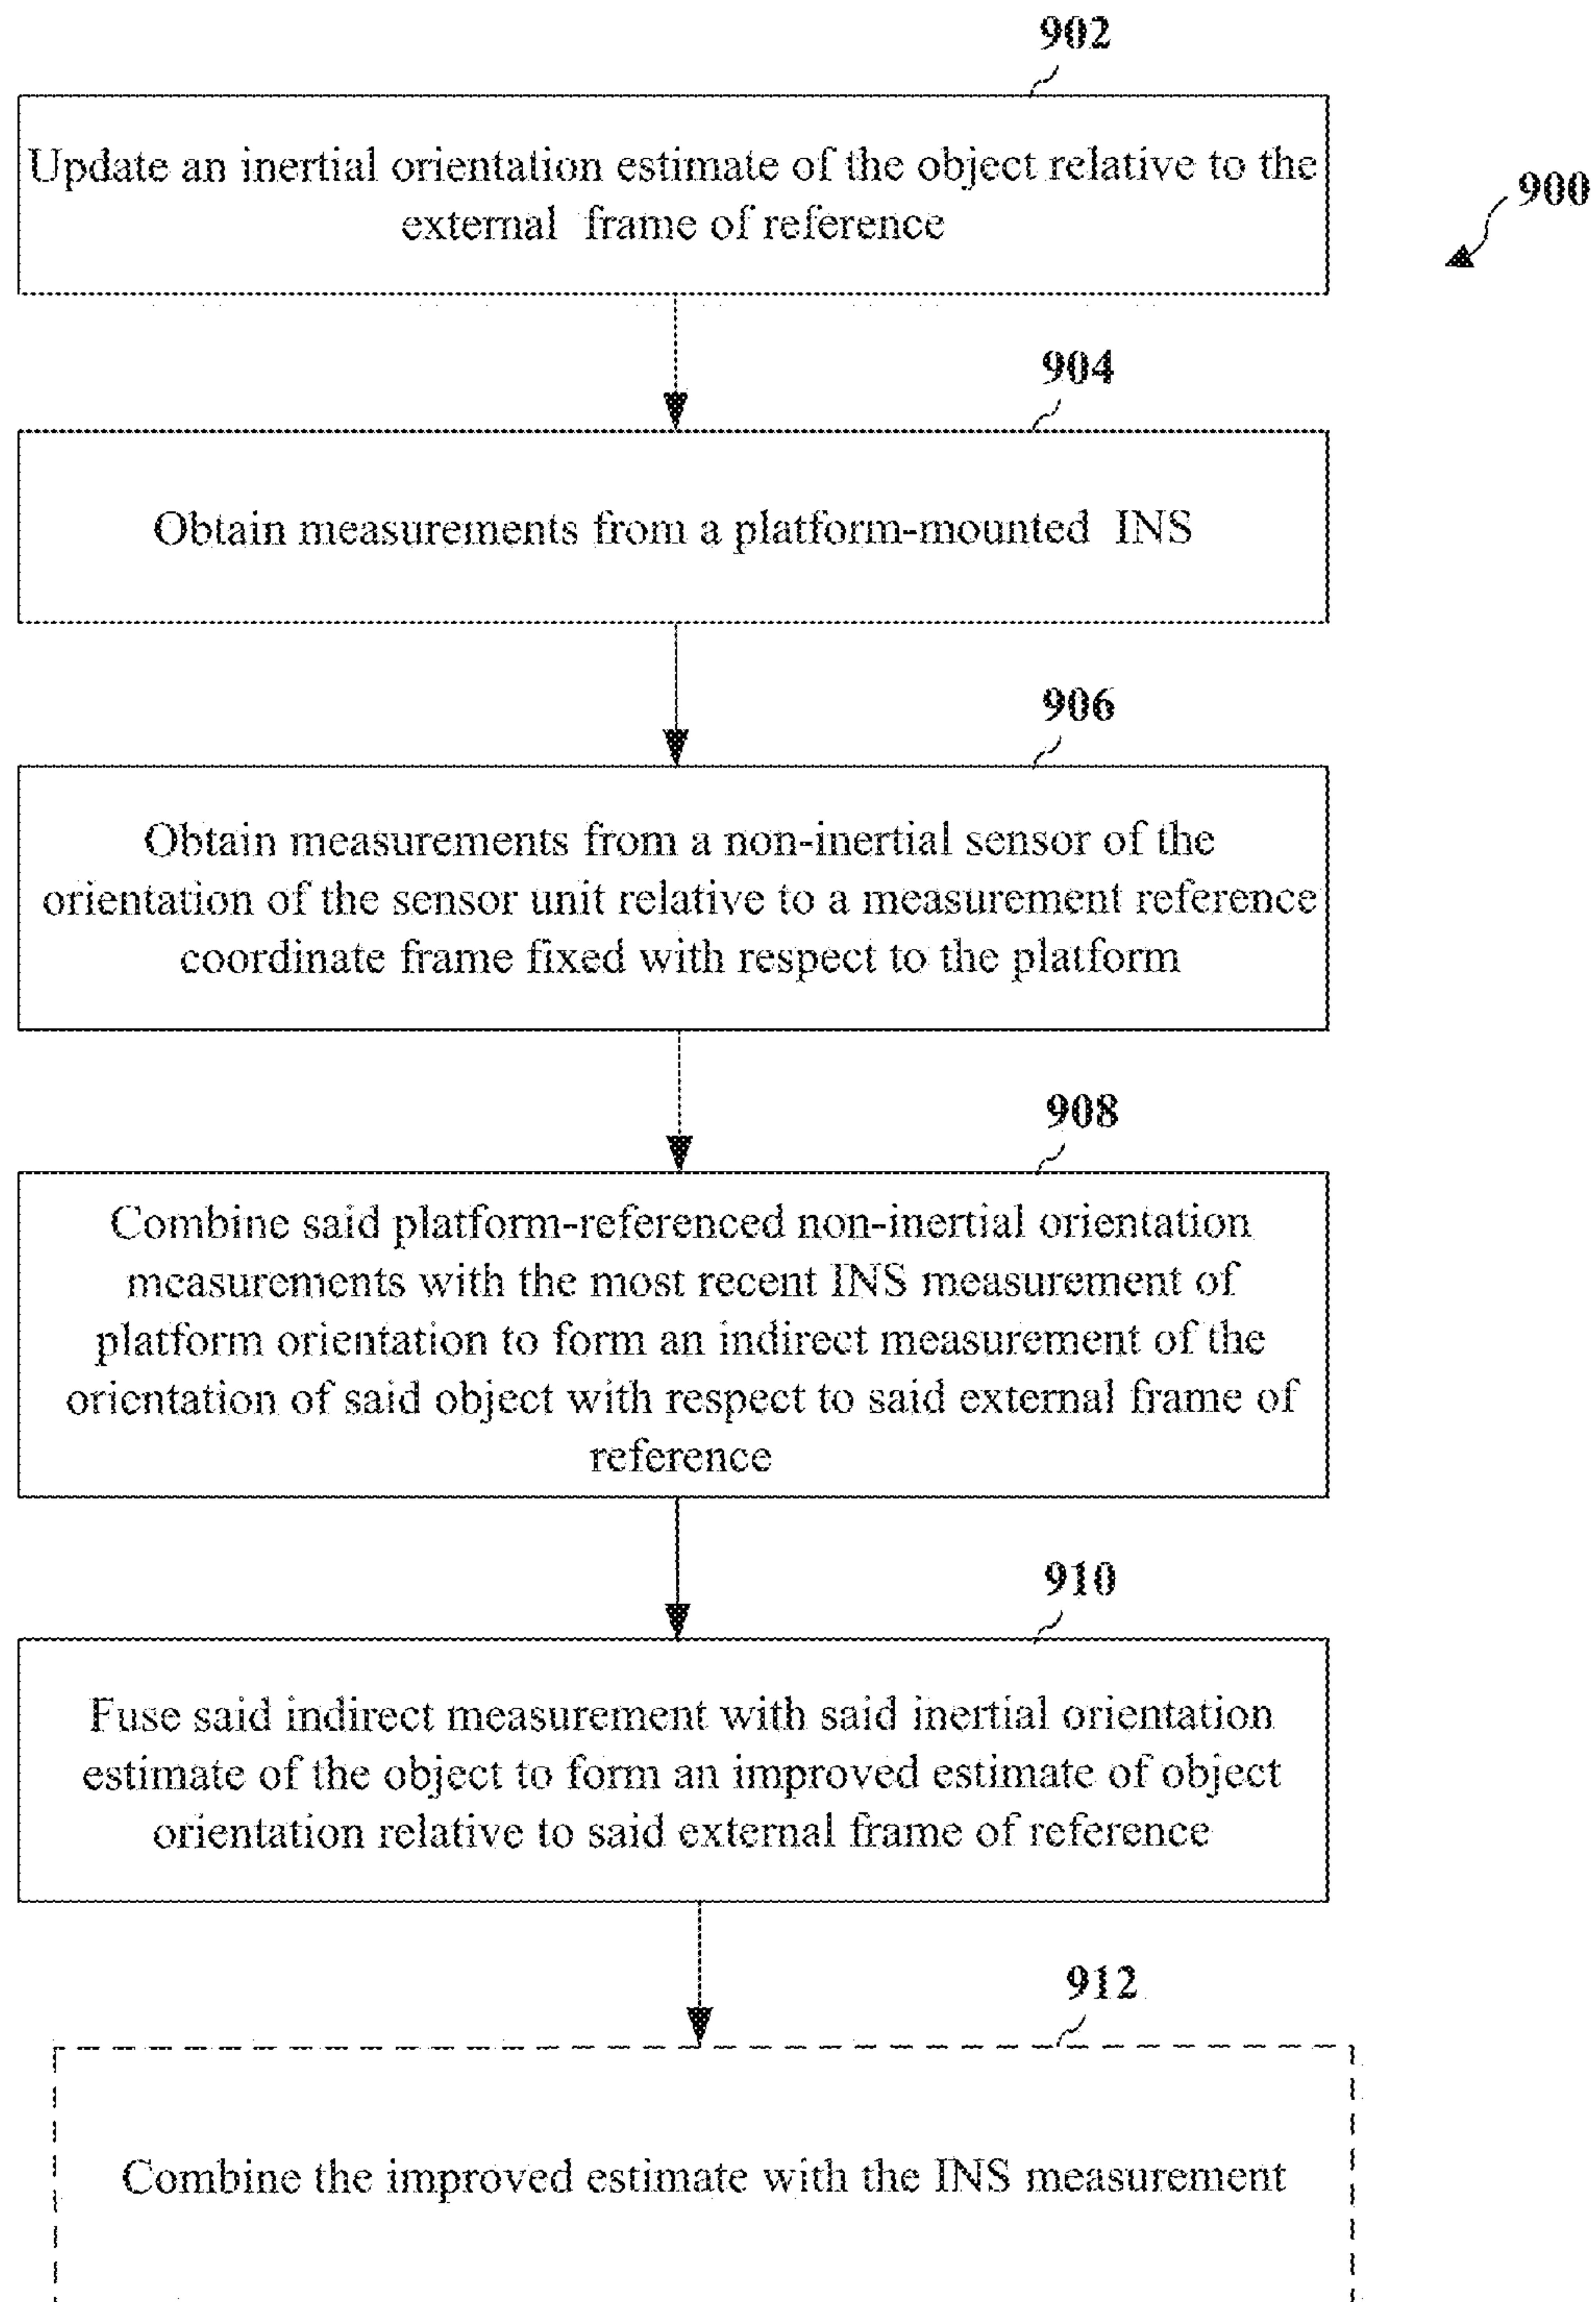 902
Update an inertial orientation estimate of the object relative to the
external frame of reference
900
904
Obtain measurements from a platform-mounted INS
906
Obtain measurements from a non-inertial sensor of the
orientation of the sensor unit relative to a measurement reference
coordinate frame fixed with respect to the platform
908
Combine said platform-referenced non-inertial orientation
measurements with the most recent INS measurement of
platform orientation to form an indirect measurement of the
orientation of said object with respect to said external frame of
reference
910
Fuse said indirect measurement with said inertial orientation
estimate of the object to form an improved estimate of object
orientation relative to said external frame of reference
912
Combine the improved estimate with the INS measurement